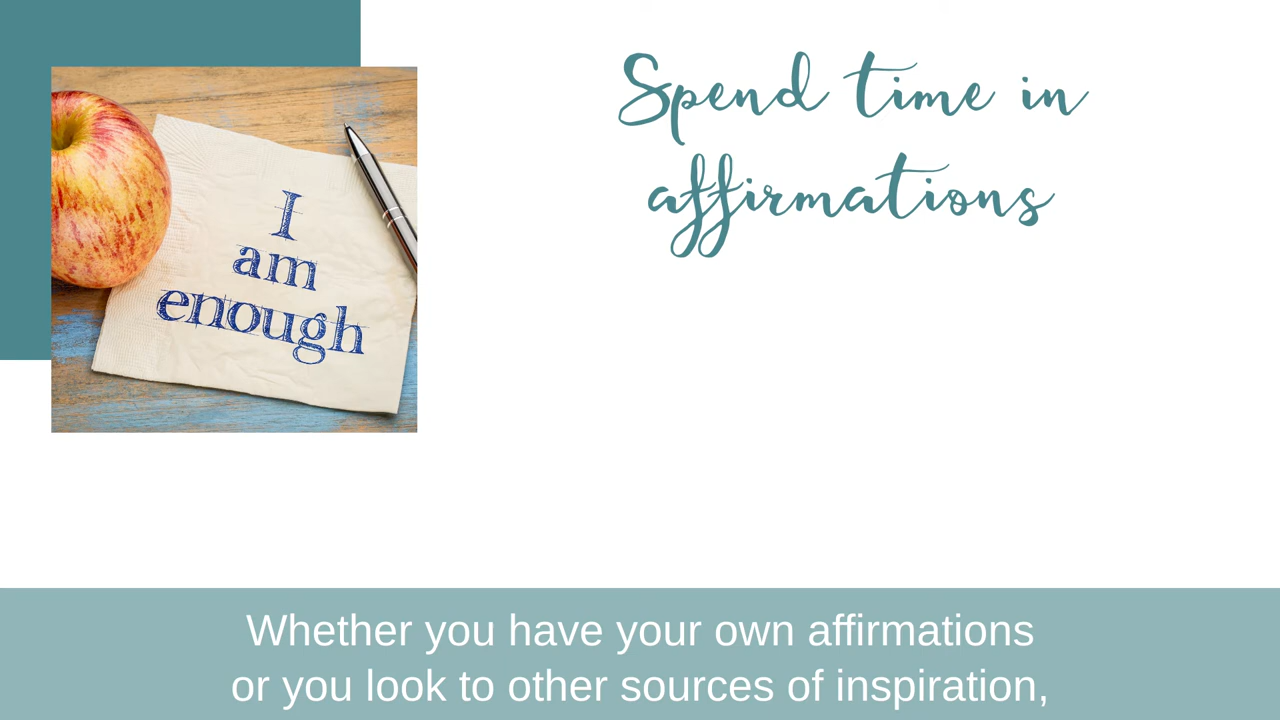 Spend time in
affirmations
I
am
enough
Whether you have your own affirmations
or you look to other sources of inspiration,